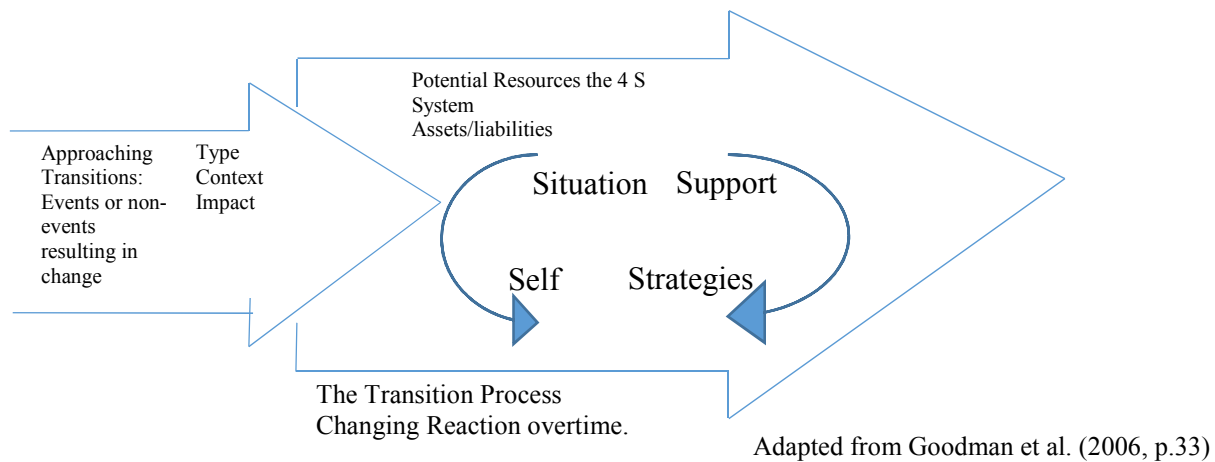 Potential Resources the 4 S
System
Assets/liabilities
Approaching
Transitions:
Events or non-
events
resulting in
change
Type
Context
Impact
Situation
Support
Self
Strategies
The Transition Process
Changing Reaction overtime.
Adapted from Goodman et al. (2006, p.33)